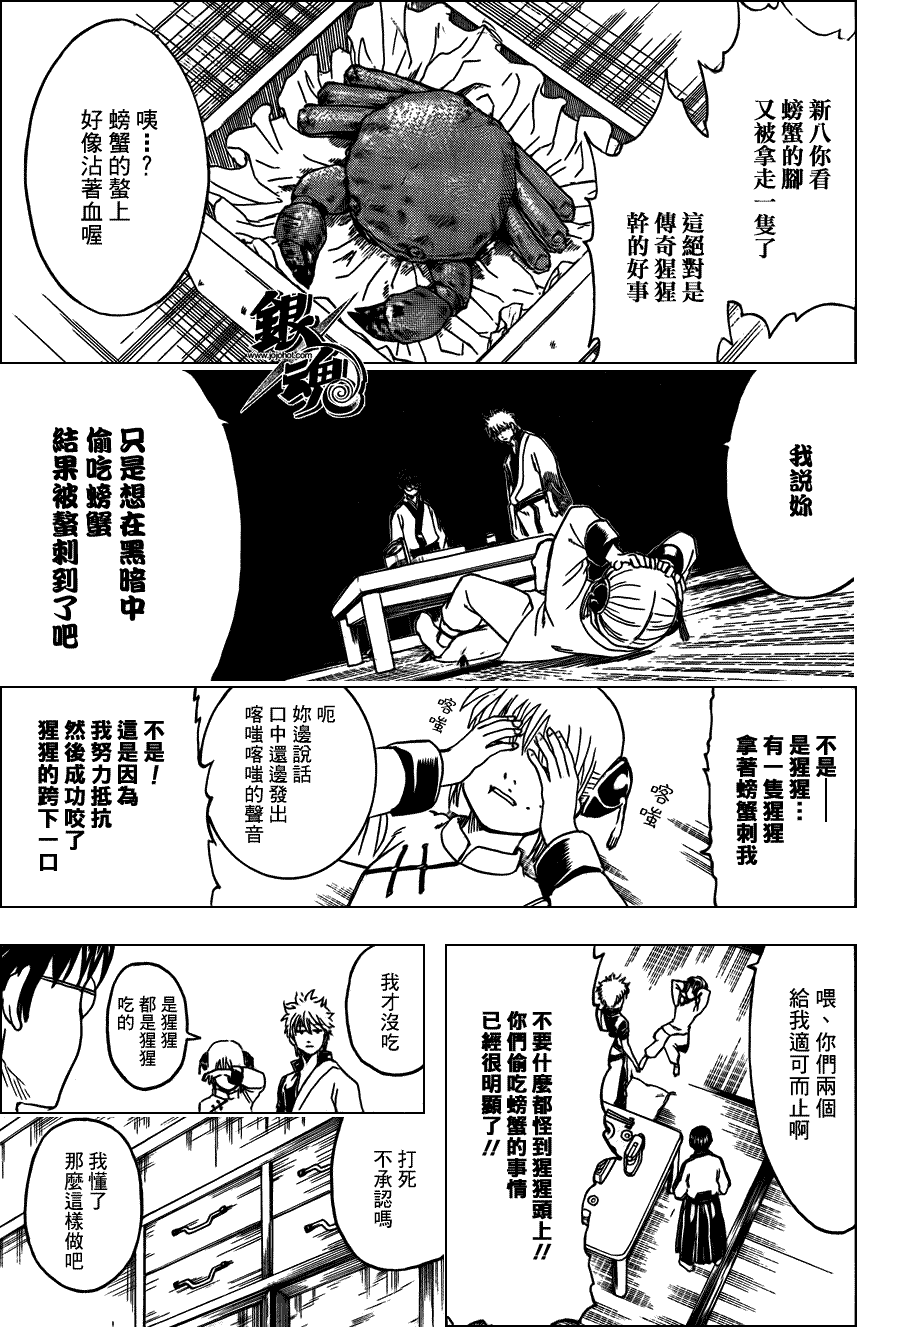 新八你看
螃蟹的腳
又被拿走一隻了
這絕對是
傳奇猩猩
幹的好事
咦…?
螃蟹的螯上
好像沾著血喔
銀魂
www.jojohot.com
我說妳
只是想在黑暗中
偷吃螃蟹
結果被螯刺到了吧
不是——
是猩猩…
有一隻猩猩
拿著螃蟹刺我
喀嗤
喀嗤
呃
妳邊說話
口中還邊發出
喀嗤喀嗤的聲音
不是!
這是因為
我努力抵抗
然後成功咬了
猩猩的跨下一口
喂、你們兩個
給我適可而止啊
不要什麼都怪到猩猩頭上!!
你們偷吃螃蟹的事情
已經很明顯了!!
我才沒吃
是猩猩
都是猩猩
吃的
打死
不承認嗎
我懂了
那麼這樣做吧